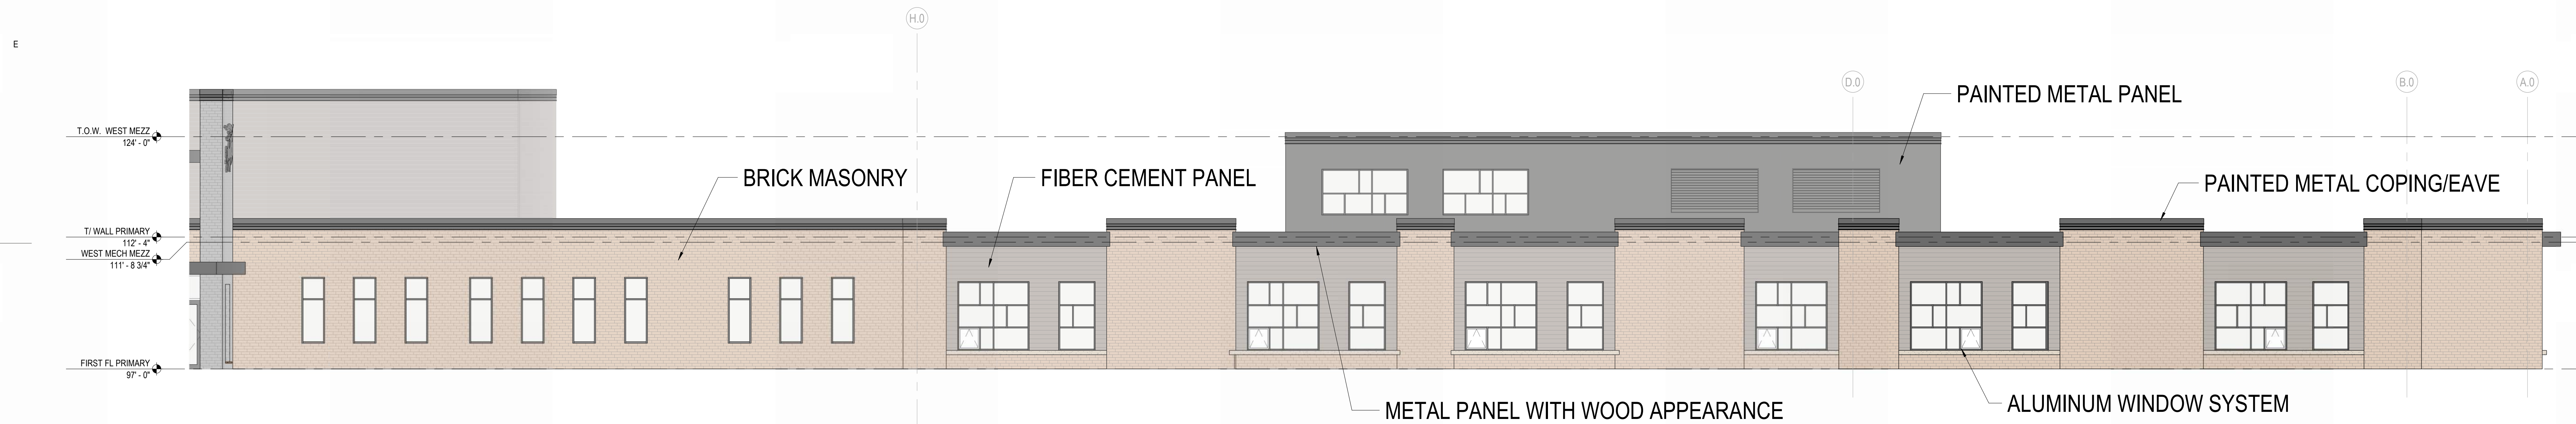 H.0
E
D.0
B.0
A.0
PAINTED METAL PANEL
T.O.W. WEST MEZZ
124' - 0"
BRICK MASONRY
FIBER CEMENT PANEL
PAINTED METAL COPING/EAVE
T/ WALL PRIMARY
112' - 4"
WEST MECH MEZZ
111' - 8 3/4"
FIRST FL PRIMARY
97' - 0"
METAL PANEL WITH WOOD APPEARANCE
ALUMINUM WINDOW SYSTEM